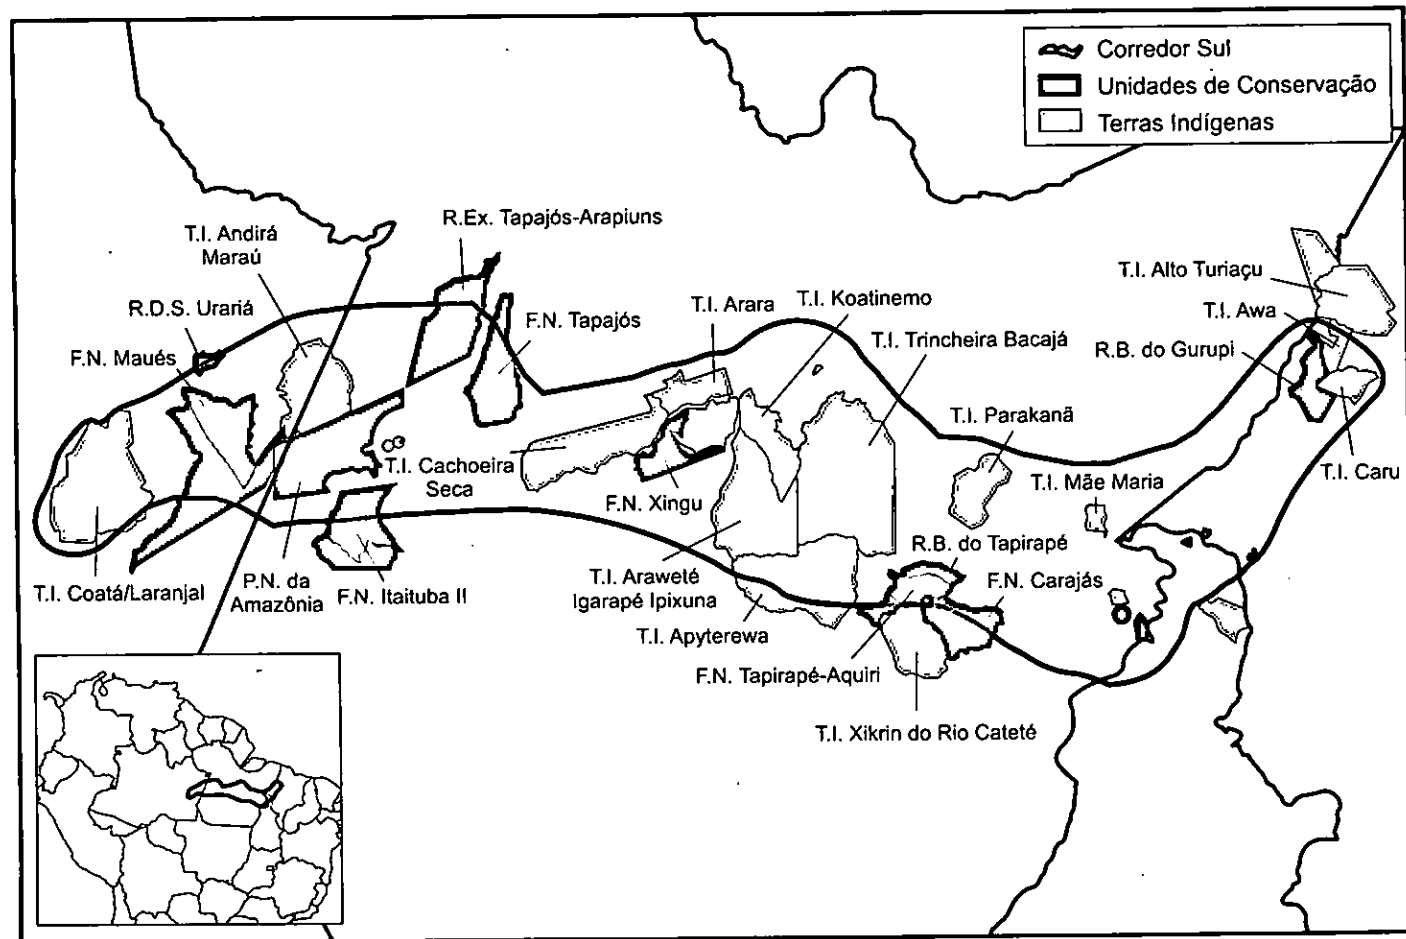 Corredor Sul
Unidades de Conservação
Terras Indígenas
R.Ex. Tapajós-Arapiuns
T.I. Andirá
Maraú
R.D.S. Urariá
F.N. Maués
F.N. Tapajós
T.I. Arara
T.I. Koatinemo
T.I. Trincheira Bacajá
T.I. Alto Turiaçu
T.I. Awa
R.B. do Gurupi
T.I. Parakanã
T.I. Cachoeira
Seca
F.N. Xingu
T.I. Mãe Maria
T.I. Caru
T.I. Coatá/Laranjal
P.N. da
Amazônia
F.N. Itaituba II
T.I. Araweté
Igarapé Ipixuna
R.B. do Tapirapé
F.N. Carajás
T.I. Apyterewa
F.N. Tapirapé-Aquiri
T.I. Xikrin do Rio Cateté